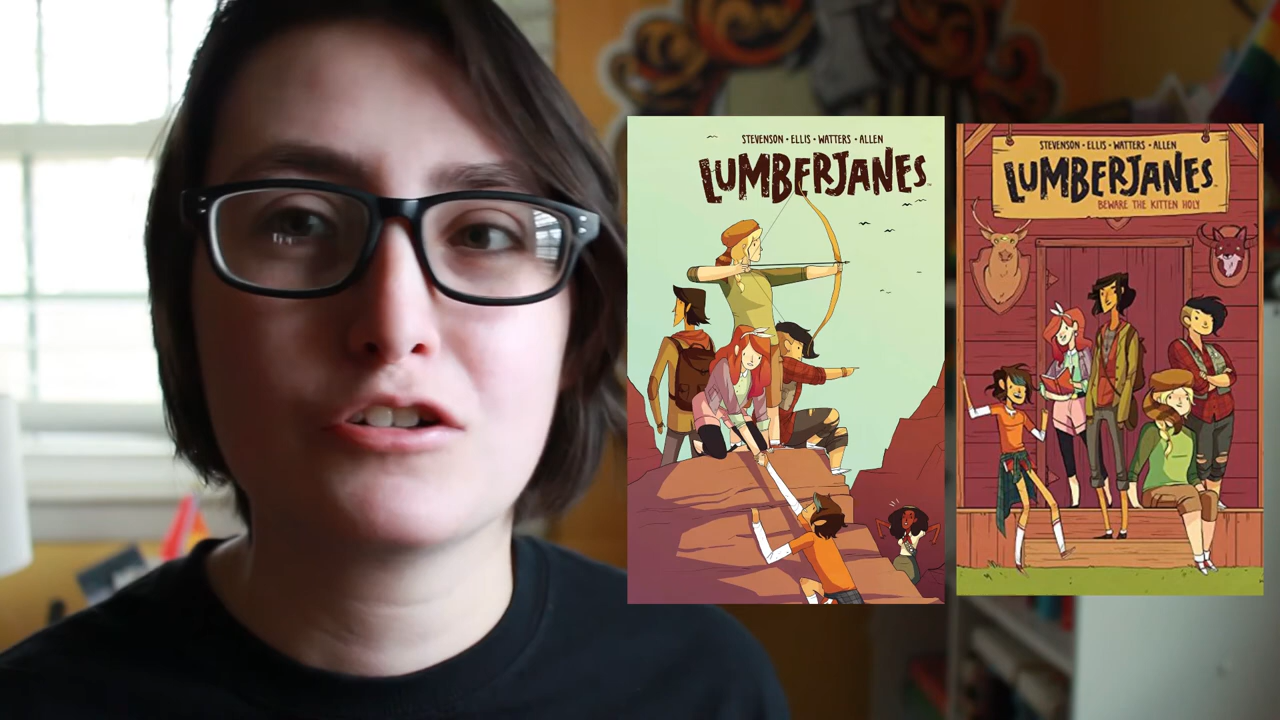 STEVENSON • ELLIS • WATTERS • ALLEN
LUMBERJANES
STEVENSON • ELLIS • WATTERS • ALLEN
LUMBERJANES
BEWARE THE KITTEN HOLY